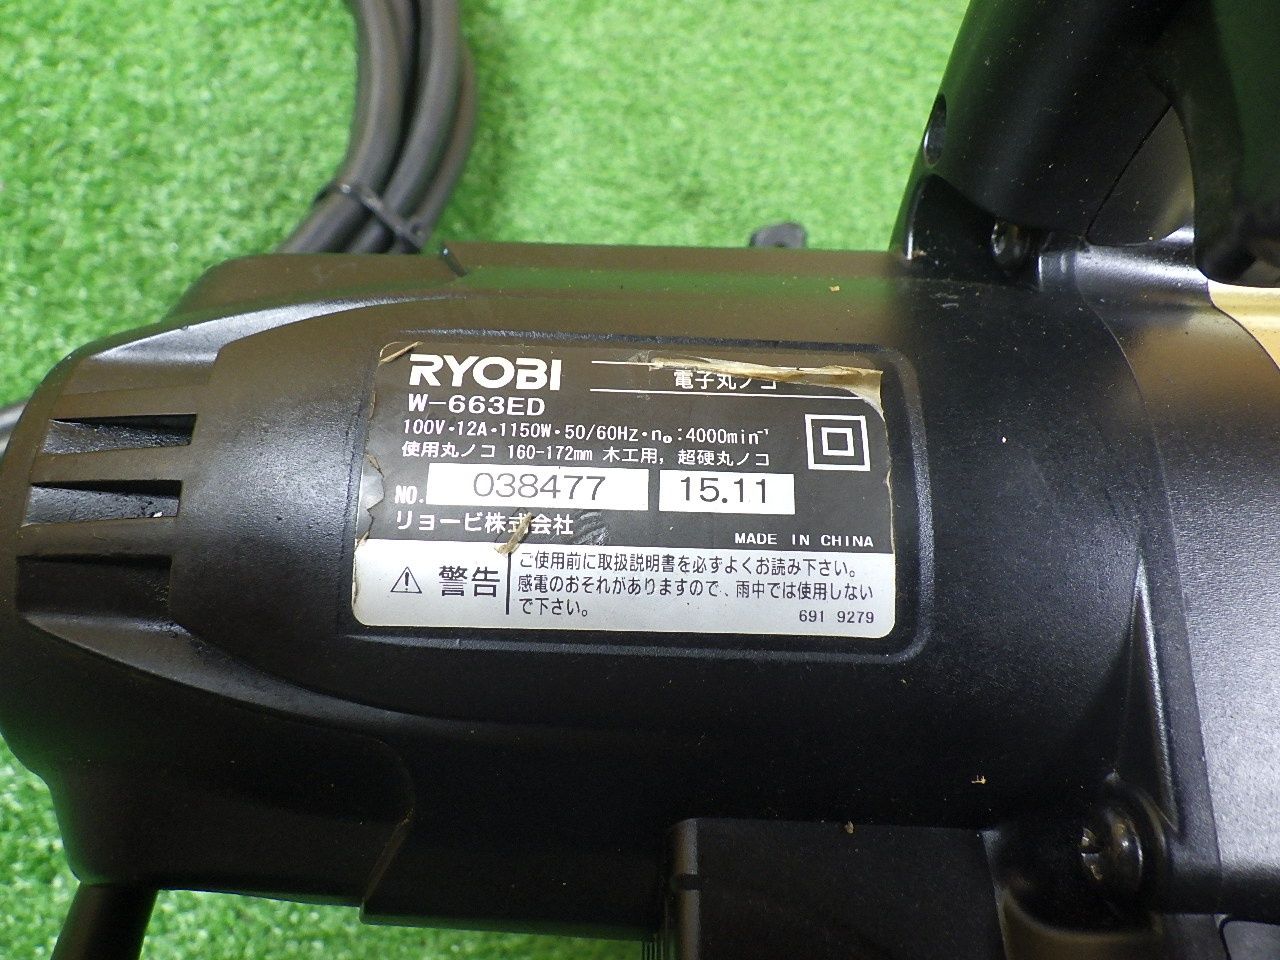 RYOBI 電子丸ノコ
W-663ED
100V・12A・1150W・50/60Hz・n₀:4000min⁻¹
使用丸ノコ 160-172mm 木工用, 超硬丸ノコ
NO. 038477 15.11
リョービ株式会社
MADE IN CHINA
警告
ご使用前に取扱説明書を必ずよくお読み下さい。
感電のおそれがありますので、雨中では使用しない
で下さい。
691 9279